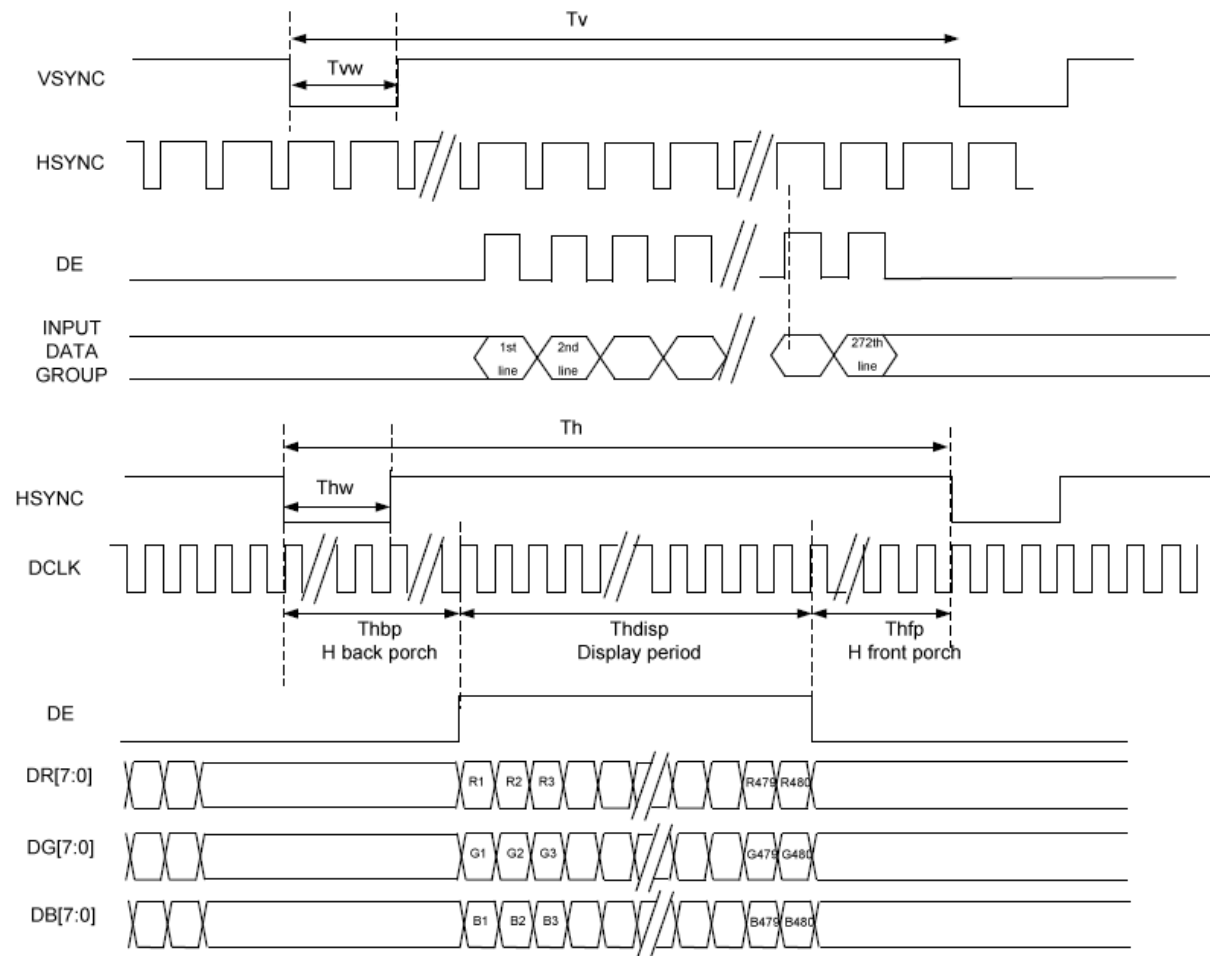 Tv
VSYNC
Tvw
HSYNC
DE
INPUT
DATA
GROUP
1st
line
2nd
line
272th
line
Th
HSYNC
Thw
DCLK
Thbp
H back porch
Thdisp
Display period
Thfp
H front porch
DE
DR[7:0]
R1 R2 R3 R479 R480
DG[7:0]
G1 G2 G3 G479 G480
DB[7:0]
B1 B2 B3 B479 B480